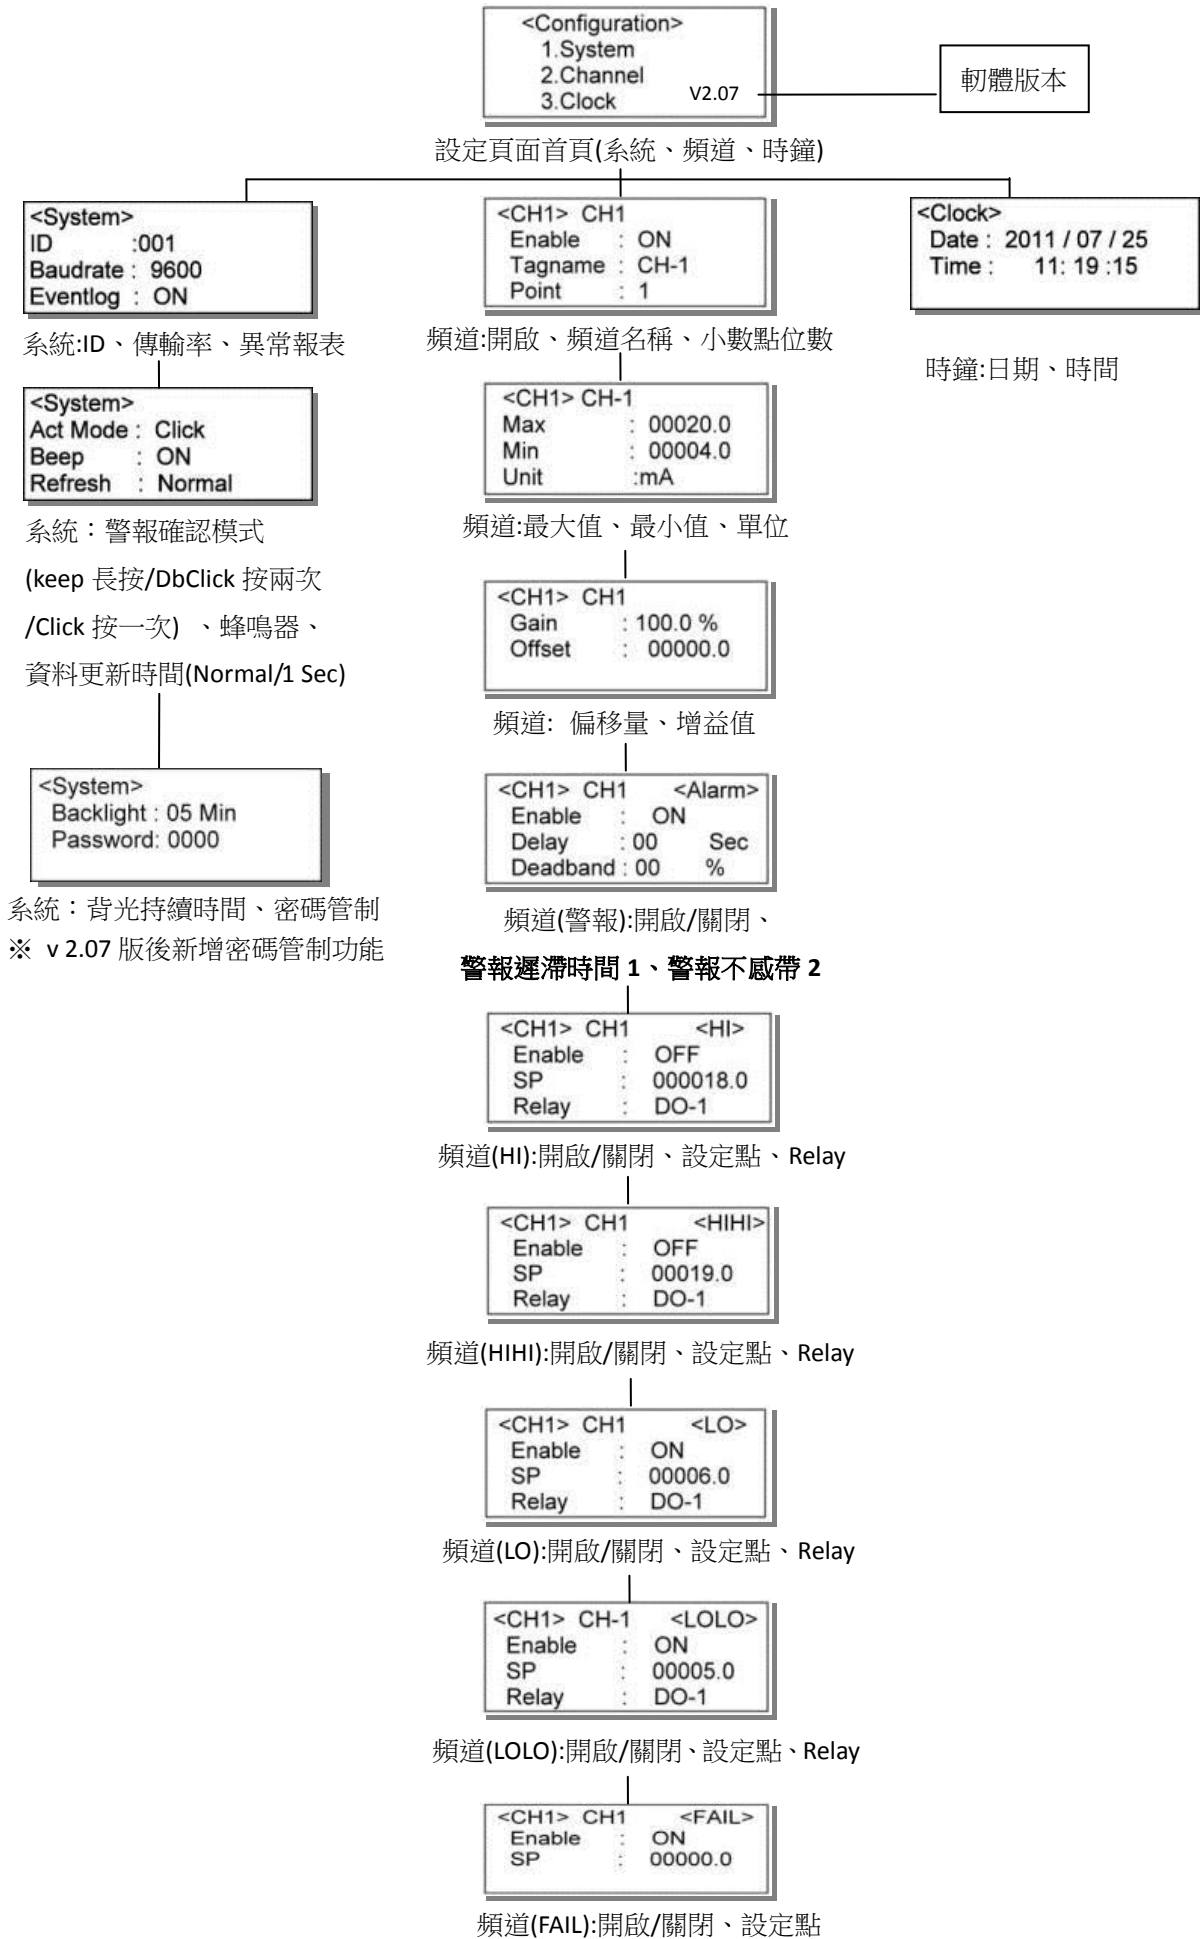 <Configuration>
1.System
2.Channel
3.Clock
V2.07
軔體版本
設定頁面首頁(系統、頻道、時鐘)
<System>
ID :001
Baudrate : 9600
Eventlog : ON
系統:ID、傳輸率、異常報表
<System>
Act Mode : Click
Beep : ON
Refresh : Normal
系統：警報確認模式
(keep 長按/DbClick 按兩次
/Click 按一次) 、蜂鳴器、
資料更新時間(Normal/1 Sec)
<System>
Backlight : 05 Min
Password: 0000
系統：背光持續時間、密碼管制
※ v 2.07 版後新增密碼管制功能
<CH1> CH1
Enable : ON
Tagname : CH-1
Point : 1
頻道:開啟、頻道名稱、小數點位數
<CH1> CH-1
Max : 00020.0
Min : 00004.0
Unit :mA
頻道:最大值、最小值、單位
<CH1> CH1
Gain : 100.0 %
Offset : 00000.0
頻道: 偏移量、增益值
<CH1> CH1 <Alarm>
Enable : ON
Delay : 00 Sec
Deadband : 00 %
頻道(警報):開啟/關閉、
警報遲滯時間 1、警報不感帶 2
<CH1> CH1 <HI>
Enable : OFF
SP : 000018.0
Relay : DO-1
頻道(HI):開啟/關閉、設定點、Relay
<CH1> CH1 <HIHI>
Enable : OFF
SP : 00019.0
Relay : DO-1
頻道(HIHI):開啟/關閉、設定點、Relay
<CH1> CH1 <LO>
Enable : ON
SP : 00006.0
Relay : DO-1
頻道(LO):開啟/關閉、設定點、Relay
<CH1> CH-1 <LOLO>
Enable : ON
SP : 00005.0
Relay : DO-1
頻道(LOLO):開啟/關閉、設定點、Relay
<CH1> CH1 <FAIL>
Enable : ON
SP : 00000.0
頻道(FAIL):開啟/關閉、設定點
<Clock>
Date : 2011 / 07 / 25
Time : 11: 19 :15
時鐘:日期、時間